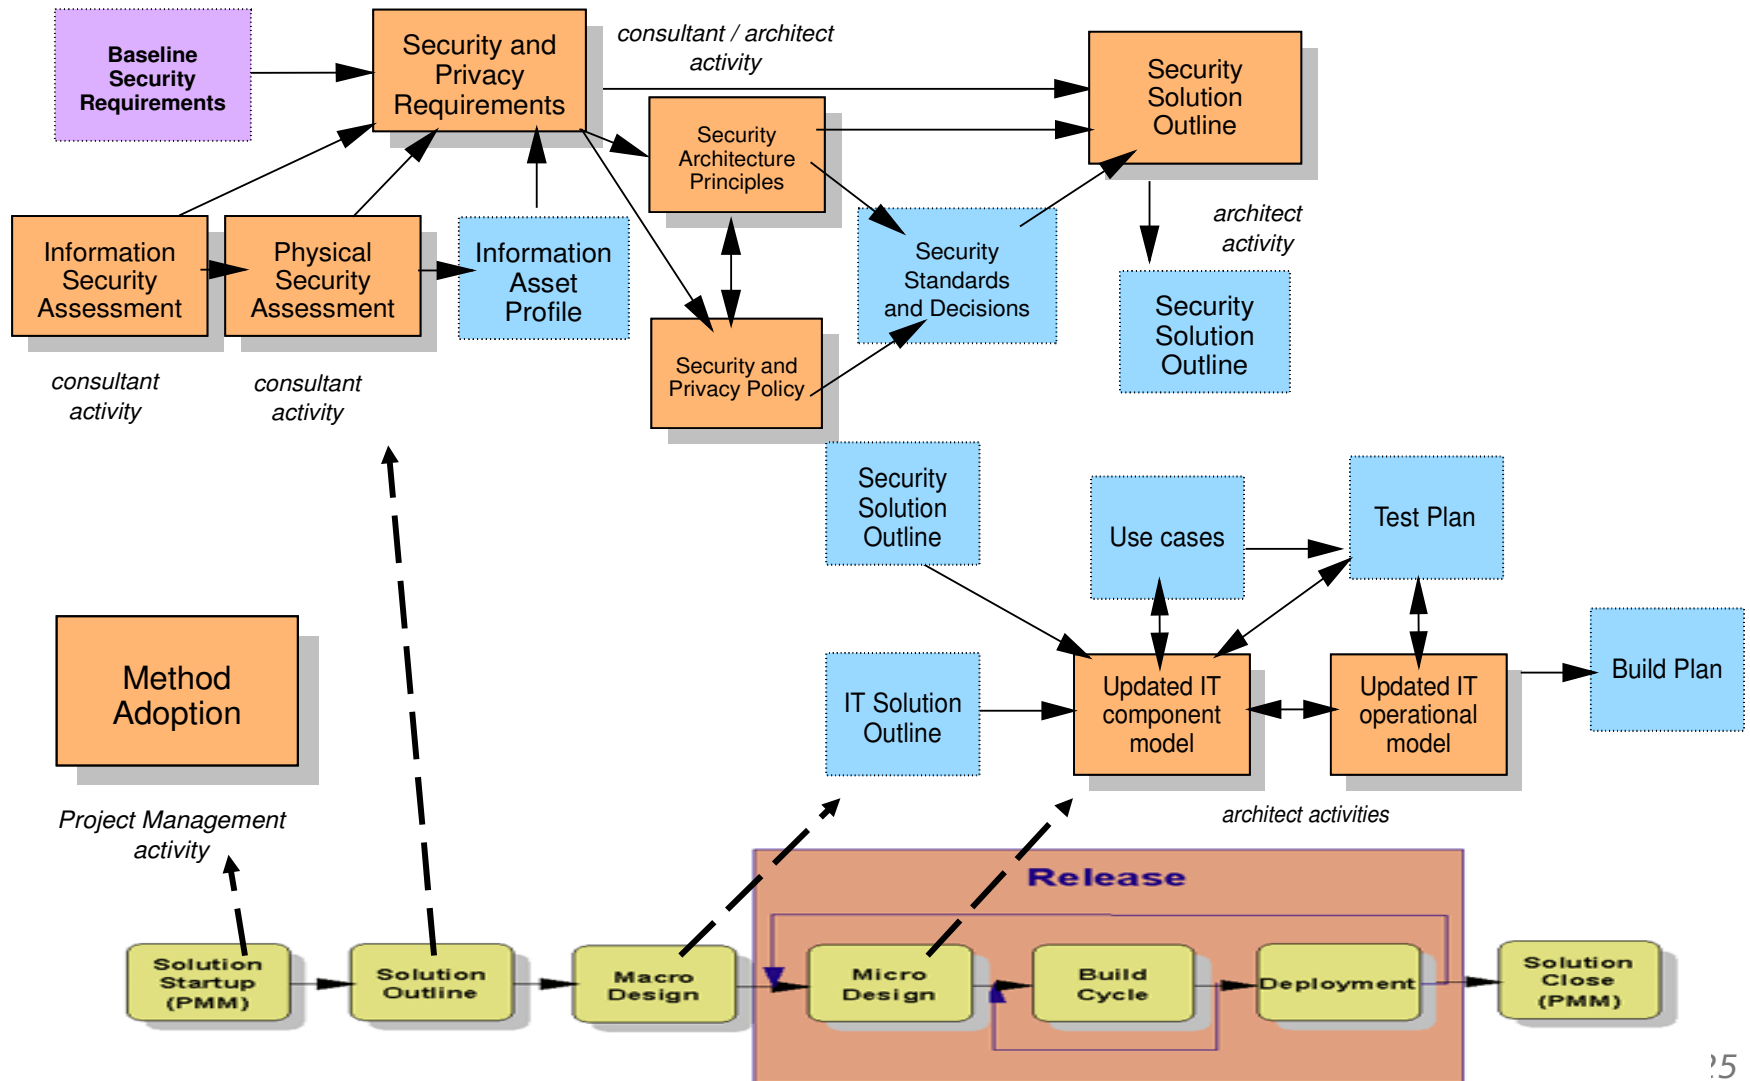 Baseline
Security
Requirements
Security and
Privacy
Requirements
consultant / architect
activity
Security
Solution
Outline
Security
Architecture
Principles
Information
Security
Assessment
Physical
Security
Assessment
Information
Asset
Profile
Security
Standards
and Decisions
architect
activity
Security
Solution
Outline
consultant
activity
consultant
activity
Security and
Privacy Policy
Security
Solution
Outline
Use cases
Test Plan
Method
Adoption
IT Solution
Outline
Updated IT
component
model
Updated IT
operational
model
Build Plan
Project Management
activity
architect activities
Release
Solution
Startup
(PMM)
Solution
Outline
Macro
Design
Micro
Design
Build
Cycle
Deployment
Solution
Close
(PMM)